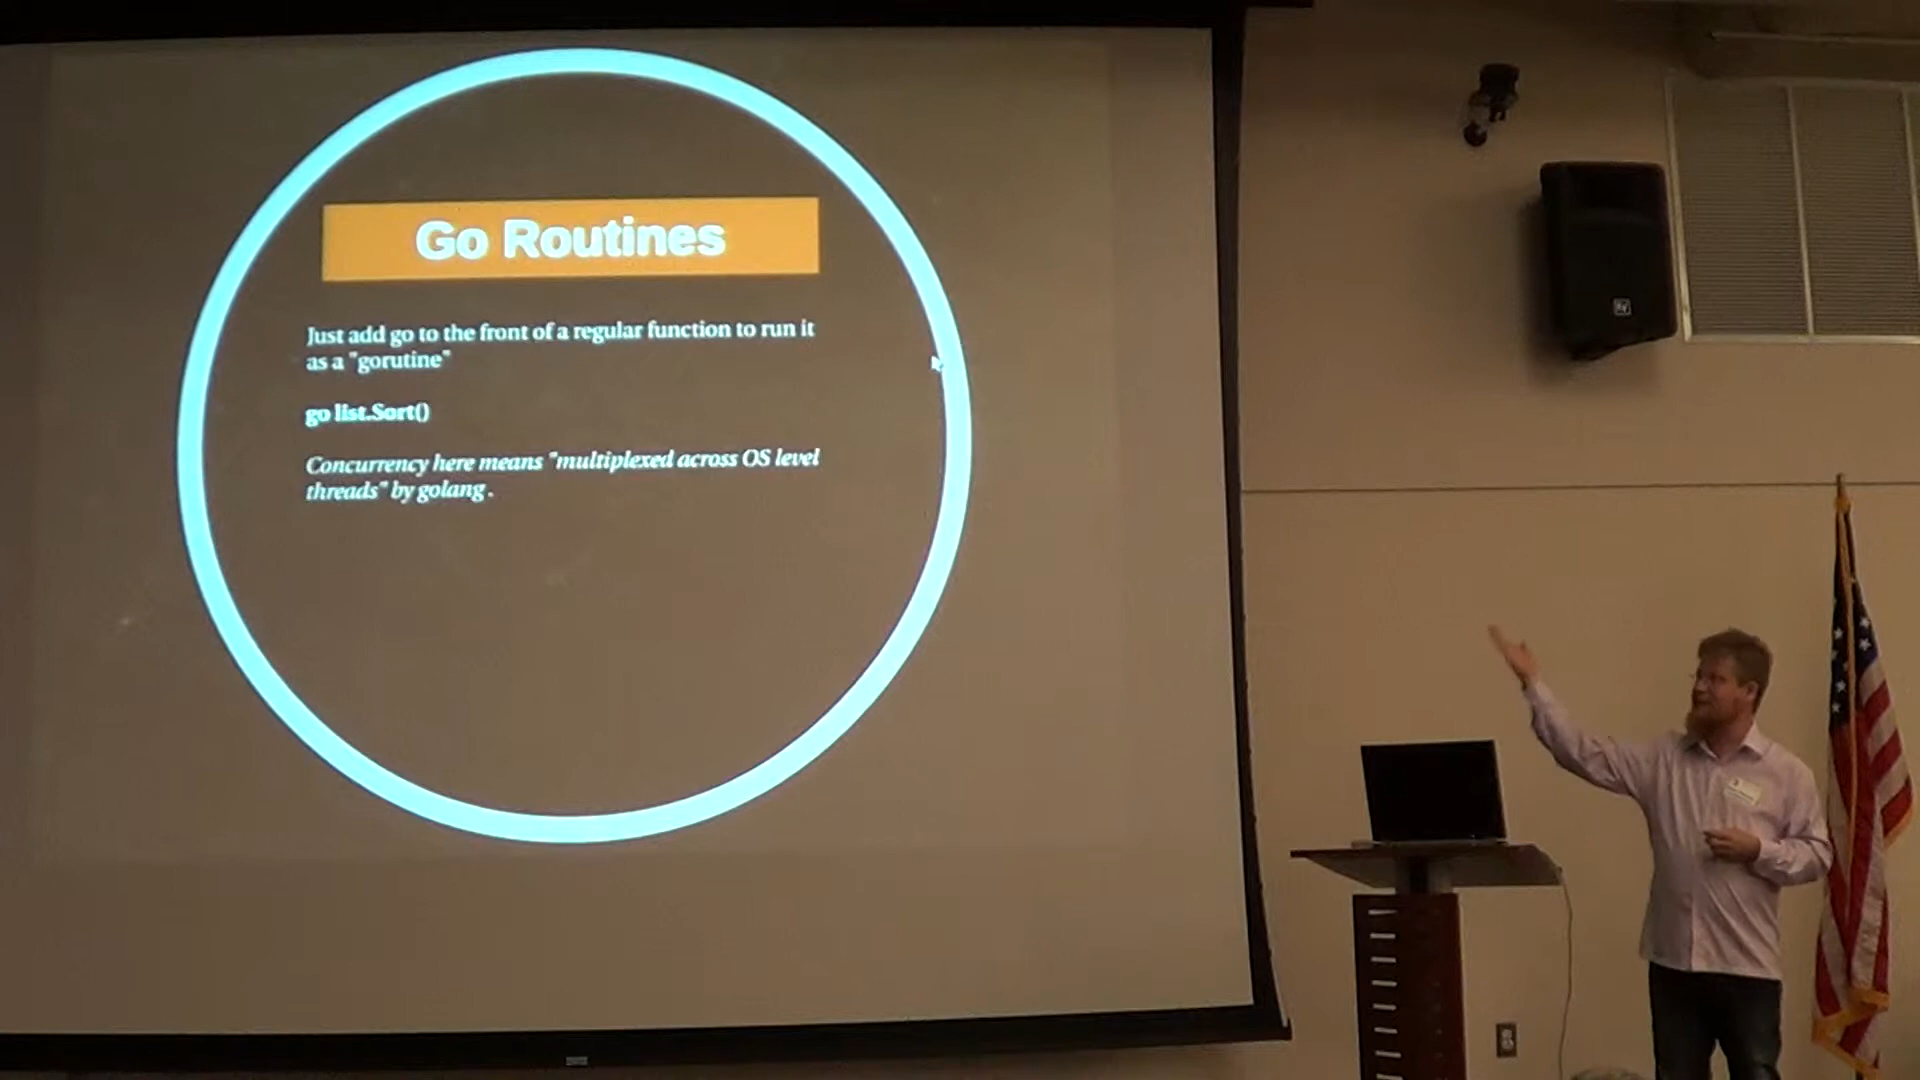 Go Routines
Just add go to the front of a regular function to run it
as a "gorutine"
go list.Sort()
Concurrency here means "multiplexed across OS level
threads" by golang .
EV